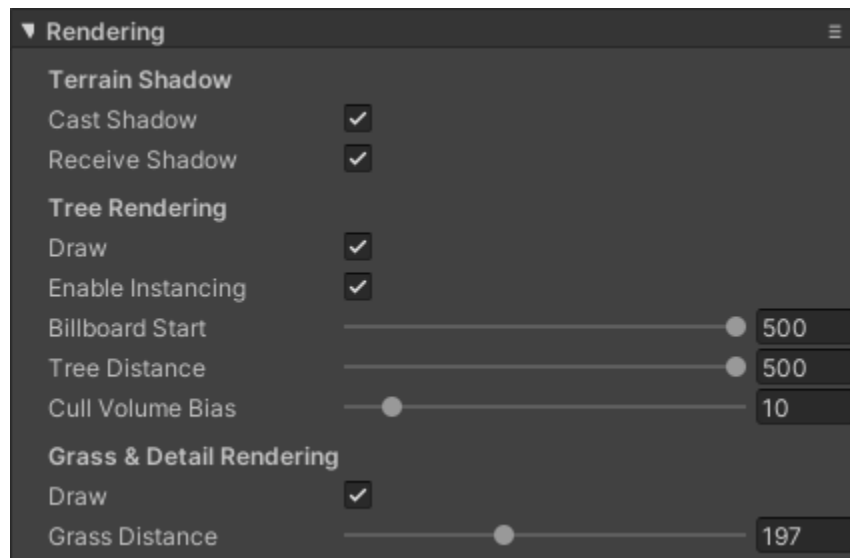 Rendering
Terrain Shadow
Cast Shadow
Receive Shadow
Tree Rendering
Draw
Enable Instancing
Billboard Start 500
Tree Distance 500
Cull Volume Bias 10
Grass & Detail Rendering
Draw
Grass Distance 197